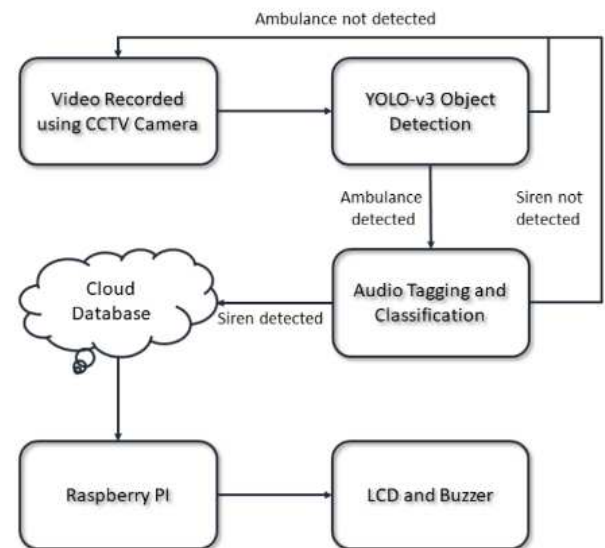 Ambulance not detected
Video Recorded
using CCTV Camera
YOLO-v3 Object
Detection
Ambulance
detected
Siren not
detected
Cloud
Database
Siren detected
Audio Tagging and
Classification
Raspberry PI
LCD and Buzzer